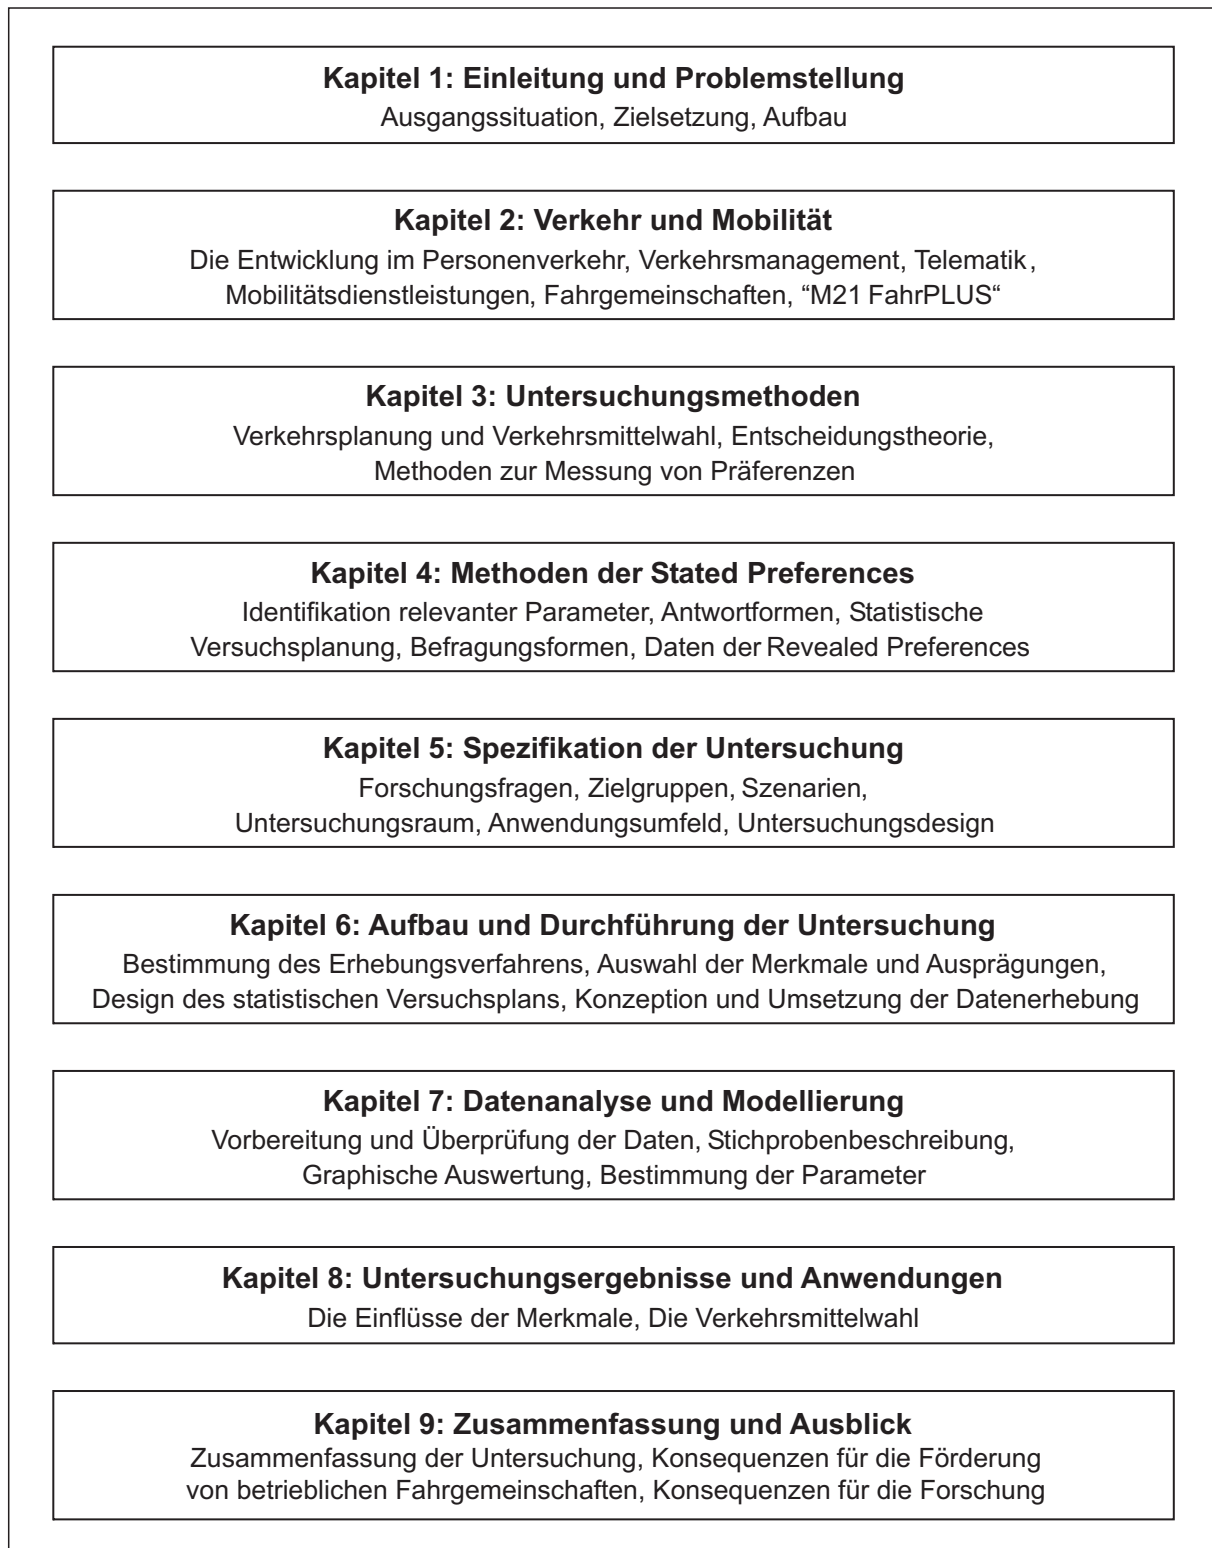 Kapitel 1: Einleitung und Problemstellung
Ausgangssituation, Zielsetzung, Aufbau
Kapitel 2: Verkehr und Mobilität
Die Entwicklung im Personenverkehr, Verkehrsmanagement, Telematik,
Mobilitätsdienstleistungen, Fahrgemeinschaften, “M21 FahrPLUS“
Kapitel 3: Untersuchungsmethoden
Verkehrsplanung und Verkehrsmittelwahl, Entscheidungstheorie,
Methoden zur Messung von Präferenzen
Kapitel 4: Methoden der Stated Preferences
Identifikation relevanter Parameter, Antwortformen, Statistische
Versuchsplanung, Befragungsformen, Daten der Revealed Preferences
Kapitel 5: Spezifikation der Untersuchung
Forschungsfragen, Zielgruppen, Szenarien,
Untersuchungsraum, Anwendungsumfeld, Untersuchungsdesign
Kapitel 6: Aufbau und Durchführung der Untersuchung
Bestimmung des Erhebungsverfahrens, Auswahl der Merkmale und Ausprägungen,
Design des statistischen Versuchsplans, Konzeption und Umsetzung der Datenerhebung
Kapitel 7: Datenanalyse und Modellierung
Vorbereitung und Überprüfung der Daten, Stichprobenbeschreibung,
Graphische Auswertung, Bestimmung der Parameter
Kapitel 8: Untersuchungsergebnisse und Anwendungen
Die Einflüsse der Merkmale, Die Verkehrsmittelwahl
Kapitel 9: Zusammenfassung und Ausblick
Zusammenfassung der Untersuchung, Konsequenzen für die Förderung
von betrieblichen Fahrgemeinschaften, Konsequenzen für die Forschung